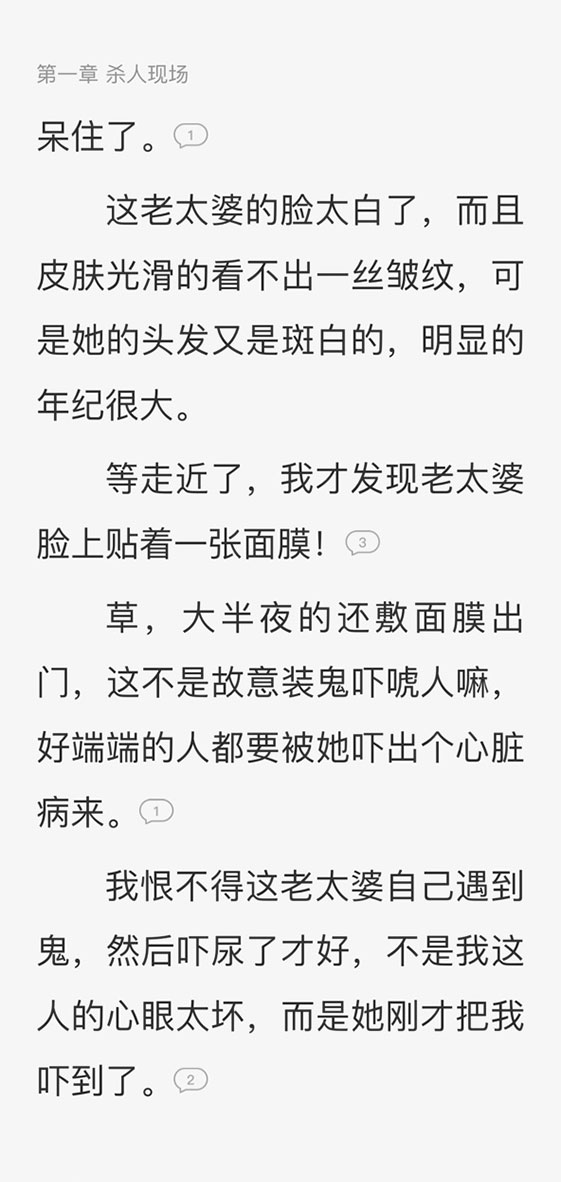 第一章 杀人现场
呆住了。 1
这老太婆的脸太白了，而且
皮肤光滑的看不出一丝皱纹，可
是她的头发又是斑白的，明显的
年纪很大。
等走近了，我才发现老太婆
脸上贴着一张面膜！ 3
草，大半夜的还敷面膜出
门，这不是故意装鬼吓唬人嘛，
好端端的人都要被她吓出个心脏
病来。 1
我恨不得这老太婆自己遇到
鬼，然后吓尿了才好，不是我这
人的心眼太坏，而是她刚才把我
吓到了。 2